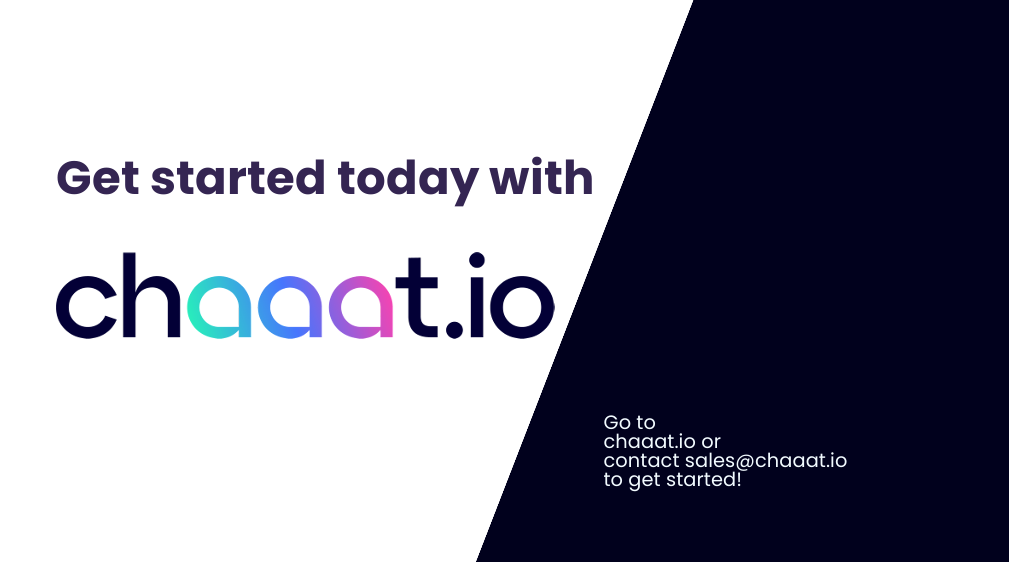 Get started today with
chaaat.io
Go to
chaaat.io or
contact sales@chaaat.io
to get started!